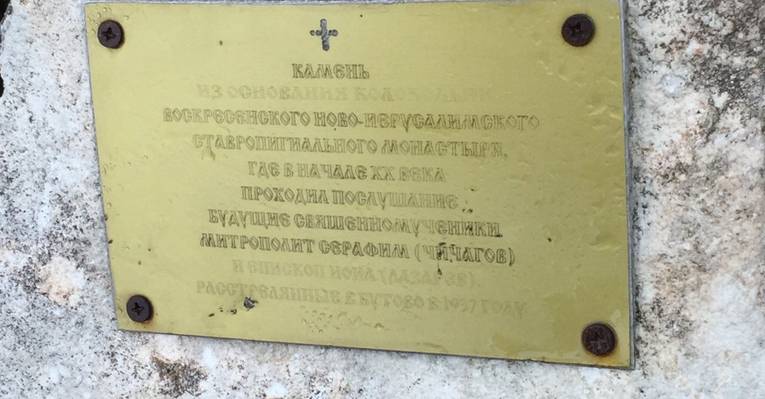 КАМЕНЬ
ИЗ ОСНОВАНИЯ КОЛОКОЛЬНИ
ВОСКРЕСЕНСКОГО НОВО-ИЕРУСАЛИМСКОГО
СТАВРОПИГИАЛЬНОГО МОНАСТЫРЯ,
ГДЕ В НАЧАЛЕ XX ВЕКА
ПРОХОДИЛ ПОСЛУШАНИЕ
БУДУЩИЕ СВЯЩЕННОМУЧЕНИКИ
МИТРОПОЛИТ СЕРАФИМ (ЧИЧАГОВ)
И ЕПИСКОП ИОНА (ЛАЗАРЕВ),
РАССТРЕЛЯННЫЕ В БУТОВО В 1937 ГОДУ